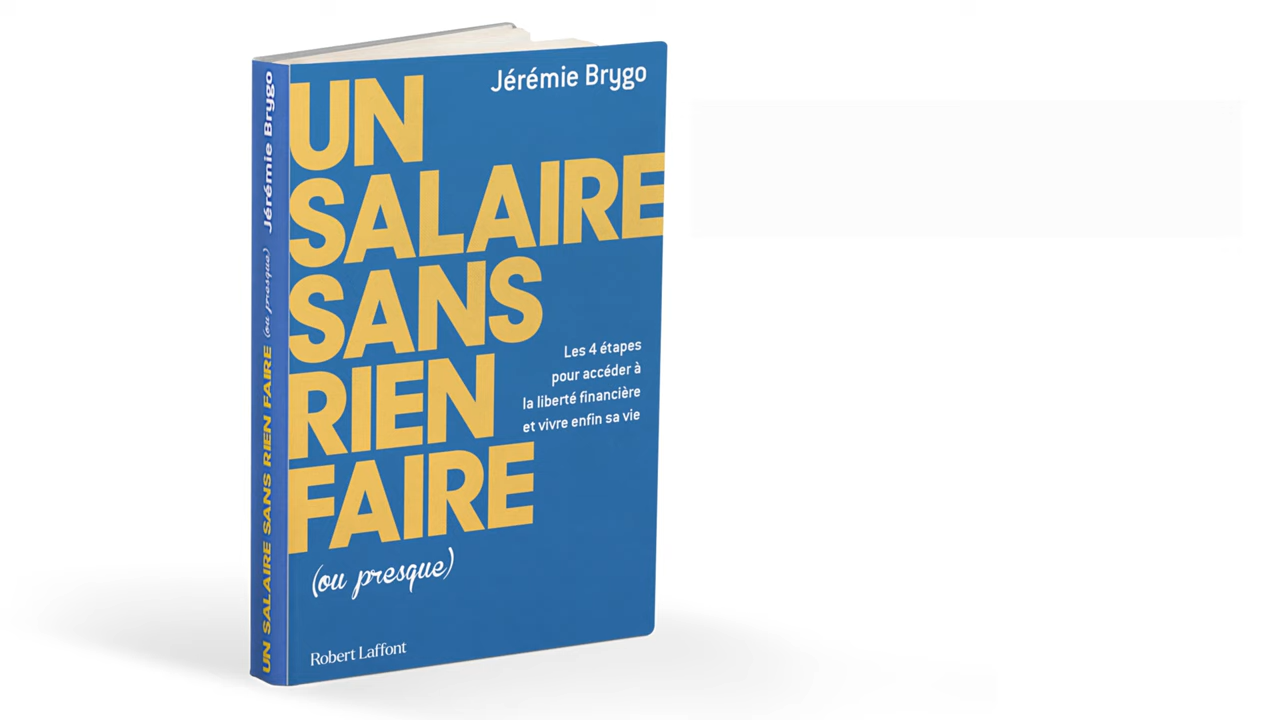 Jérémie Brygo
UN
SALAIRE
SANS
RIEN
FAIRE
(ou presque)
Les 4 étapes
pour accéder à
la liberté financière
et vivre enfin sa vie
Robert Laffont
UN SALAIRE SANS RIEN FAIRE (ou presque) Jérémie Brygo